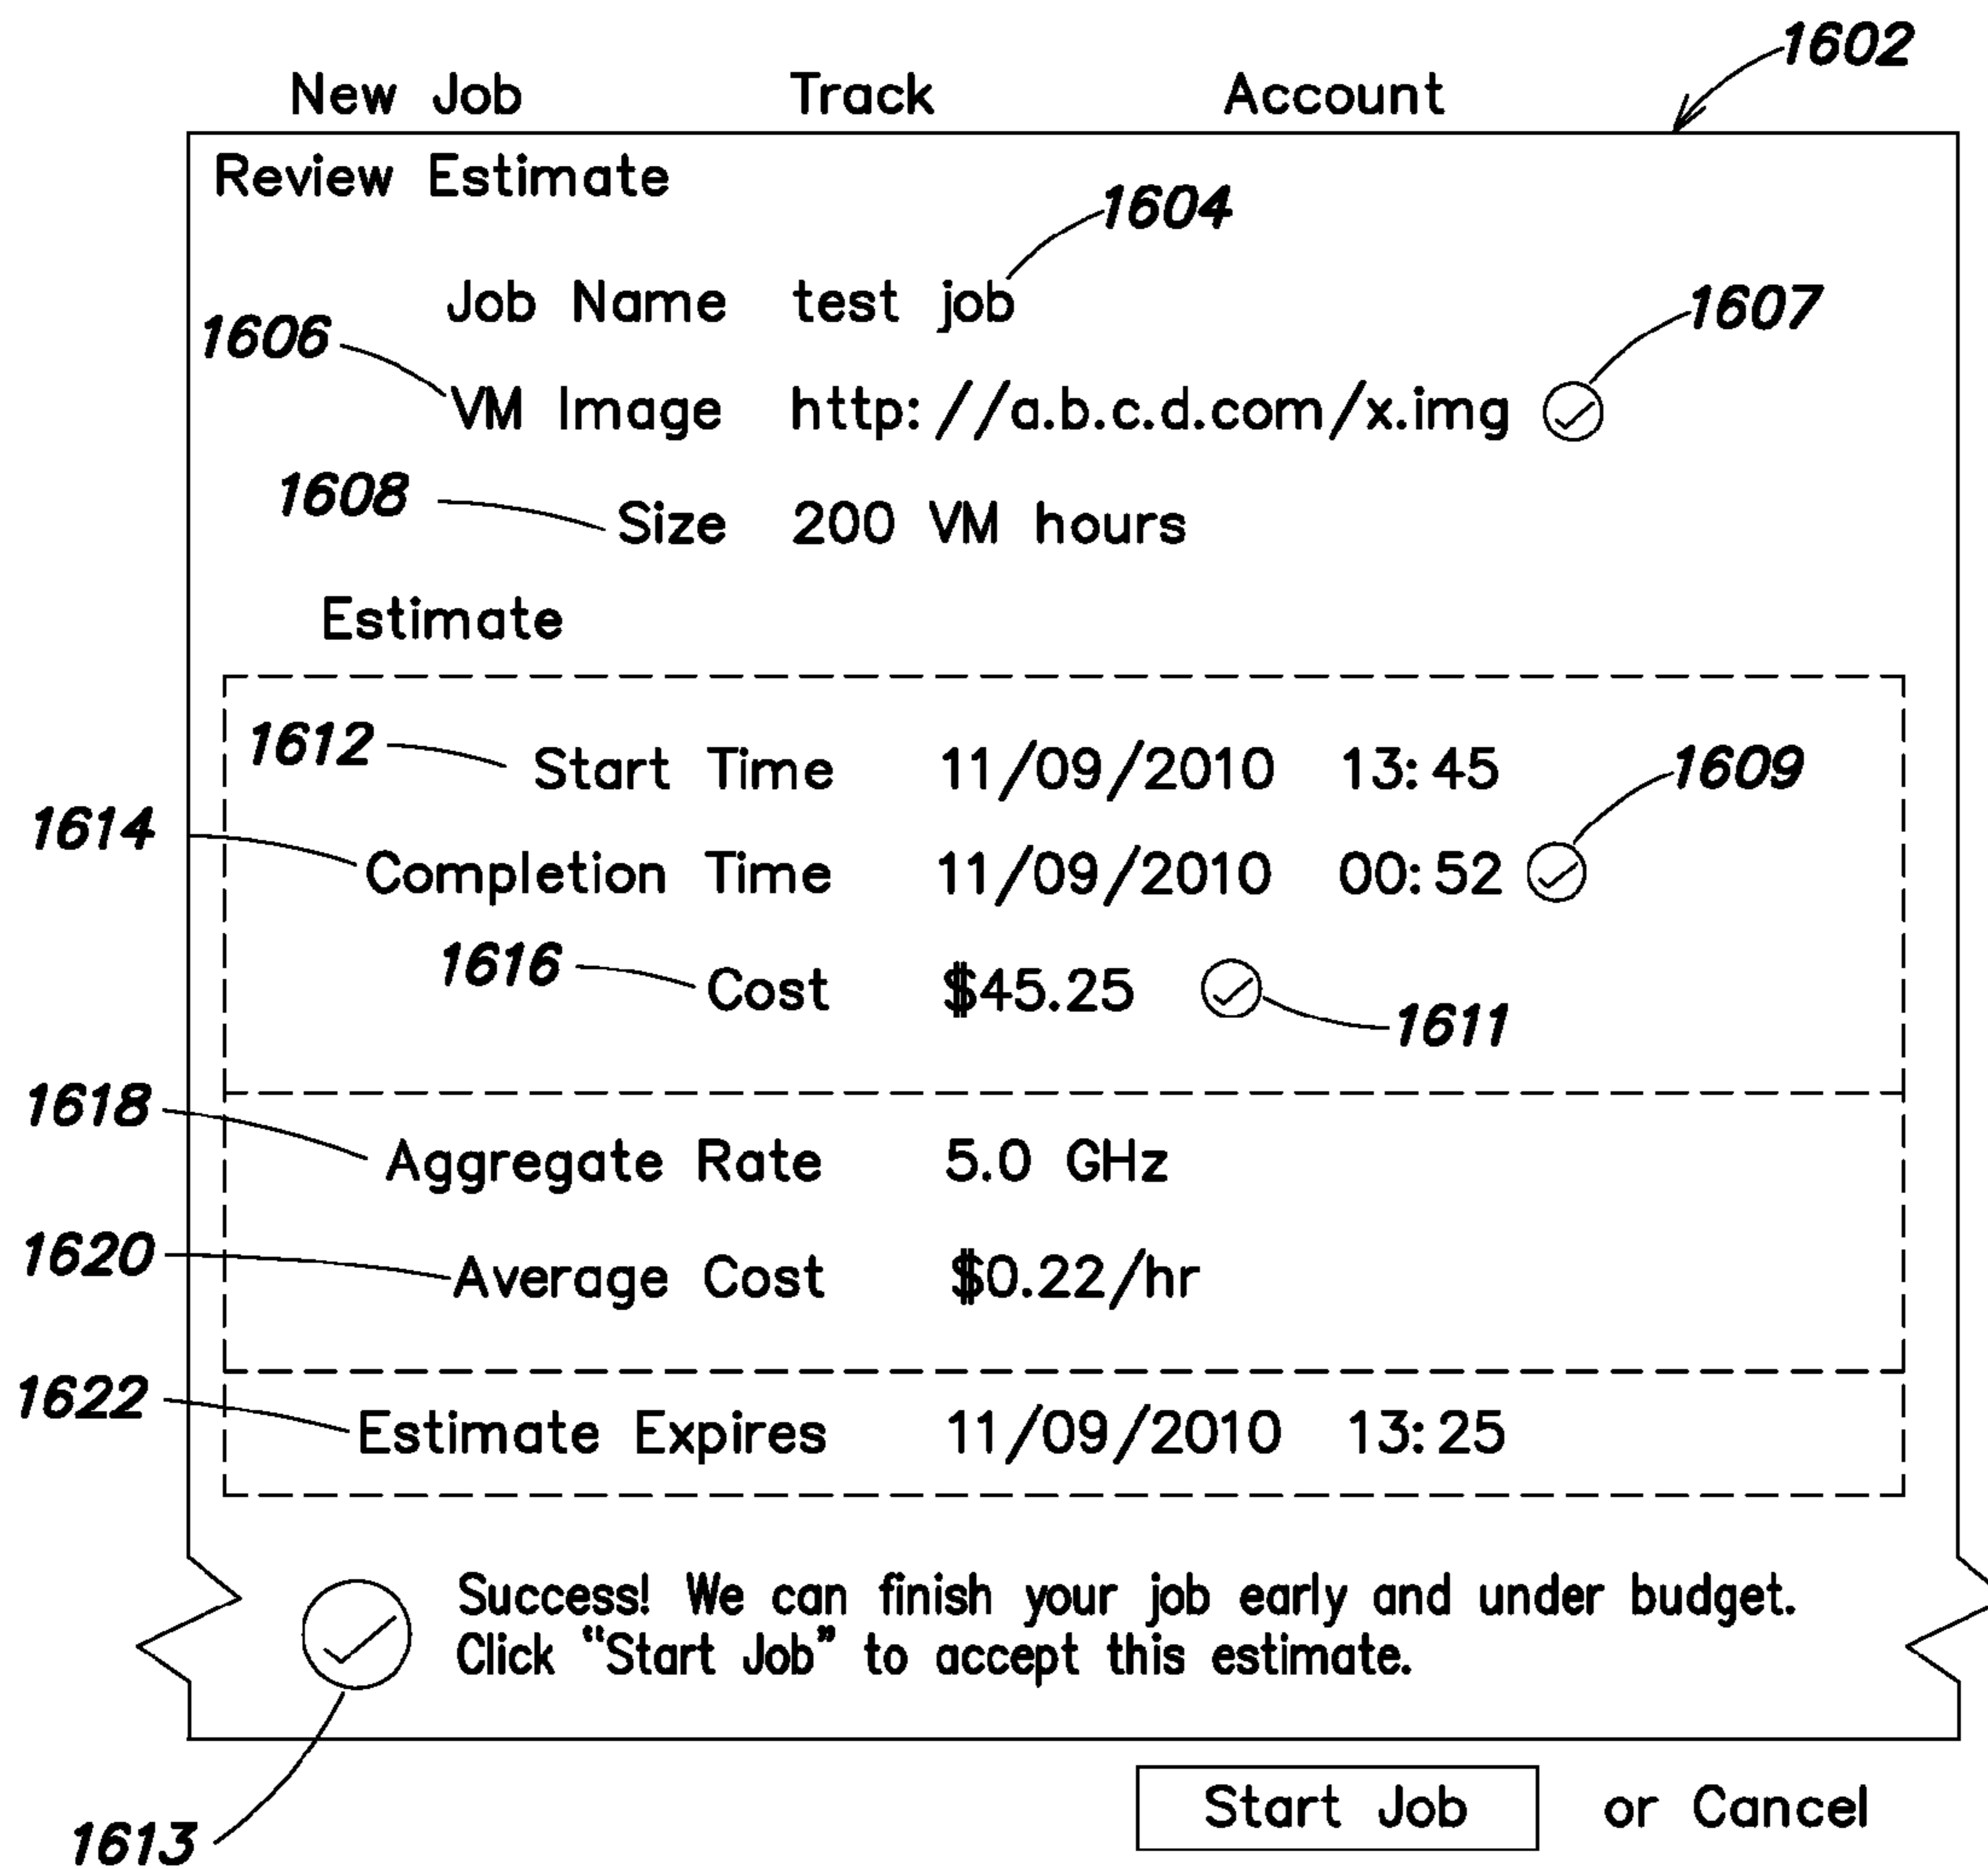 1602
New Job Track Account
Review Estimate
1604
Job Name test job
1607
1606
VM Image http://a.b.c.d.com/x.img
1608
Size 200 VM hours
Estimate
1612
Start Time 11/09/2010 13:45
1609
1614
Completion Time 11/09/2010 00:52
1616
Cost $45.25
1611
1618
Aggregate Rate 5.0 GHz
1620
Average Cost $0.22/hr
1622
Estimate Expires 11/09/2010 13:25
Success! We can finish your job early and under budget.
Click "Start Job" to accept this estimate.
Start Job or Cancel
1613